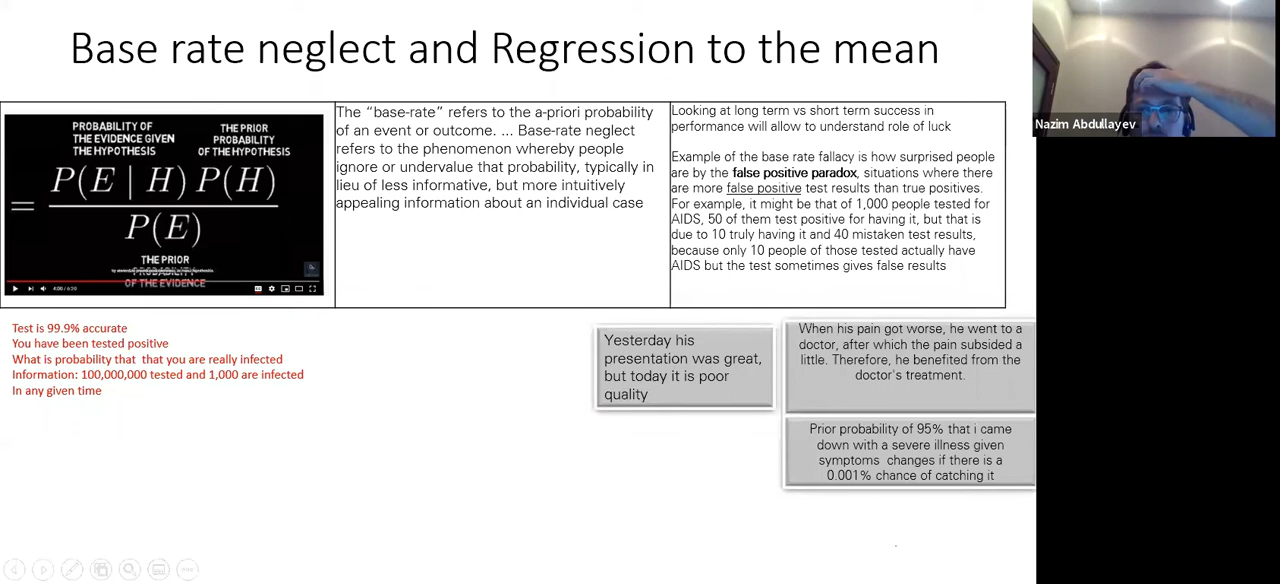 Base rate neglect and Regression to the mean
Nazim Abdullayev
PROBABILITY OF
THE EVIDENCE GIVEN
THE HYPOTHESIS
THE PRIOR
PROBABILITY
OF THE HYPOTHESIS
= P(E | H) P(H)
P(E)
THE PRIOR
PROBABILITY
OF THE EVIDENCE
4:00 / 6:20
The “base-rate” refers to the a-priori probability
of an event or outcome. ... Base-rate neglect
refers to the phenomenon whereby people
ignore or undervalue that probability, typically in
lieu of less informative, but more intuitively
appealing information about an individual case
Looking at long term vs short term success in
performance will allow to understand role of luck
Example of the base rate fallacy is how surprised people
are by the false positive paradox, situations where there
are more false positive test results than true positives.
For example, it might be that of 1,000 people tested for
AIDS, 50 of them test positive for having it, but that is
due to 10 truly having it and 40 mistaken test results,
because only 10 people of those tested actually have
AIDS but the test sometimes gives false results
Test is 99.9% accurate
You have been tested positive
What is probability that that you are really infected
Information: 100,000,000 tested and 1,000 are infected
In any given time
Yesterday his
presentation was great,
but today it is poor
quality
When his pain got worse, he went to a
doctor, after which the pain subsided a
little. Therefore, he benefited from the
doctor's treatment.
Prior probability of 95% that i came
down with a severe illness given
symptoms changes if there is a
0.001% chance of catching it